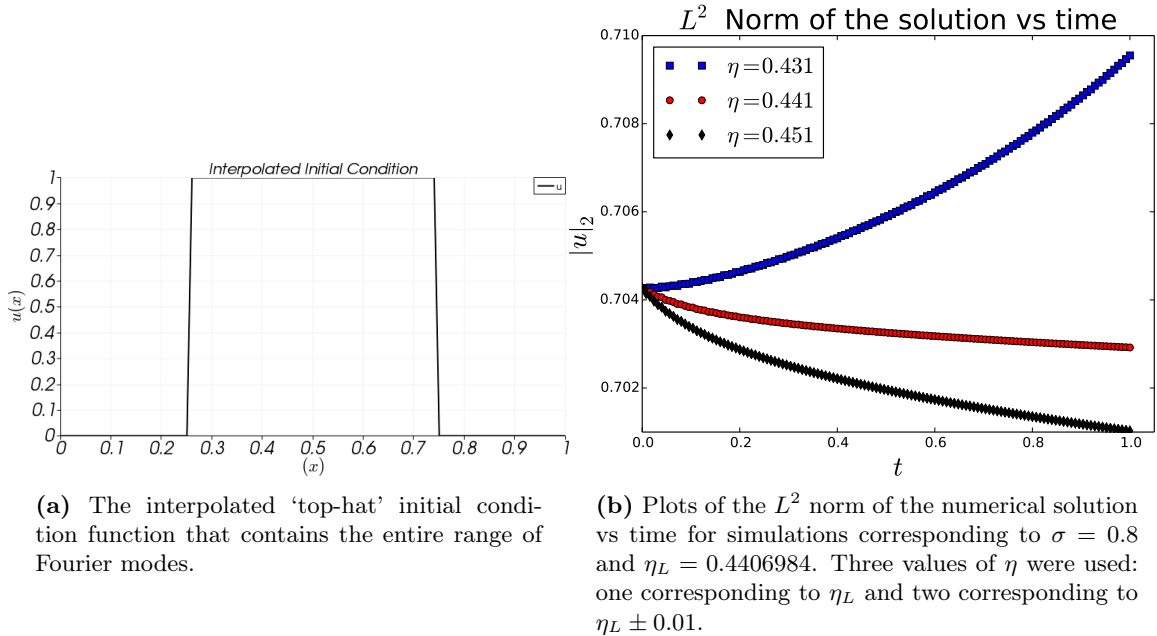 Interpolated Initial Condition
u
1
0.9
0.8
0.7
0.6
0.5
0.4
0.3
0.2
0.1
0
u(x)
0 0.1 0.2 0.3 0.4 0.5 0.6 0.7 0.8 0.9 1
(x)
(a) The interpolated ‘top-hat’ initial condi-
tion function that contains the entire range of
Fourier modes.
L² Norm of the solution vs time
η=0.431
η=0.441
η=0.451
0.710
0.708
0.706
0.704
0.702
|u|₂
0.0 0.2 0.4 0.6 0.8 1.0
t
(b) Plots of the L² norm of the numerical solution
vs time for simulations corresponding to σ = 0.8
and η_L = 0.4406984. Three values of η were used:
one corresponding to η_L and two corresponding to
η_L ± 0.01.